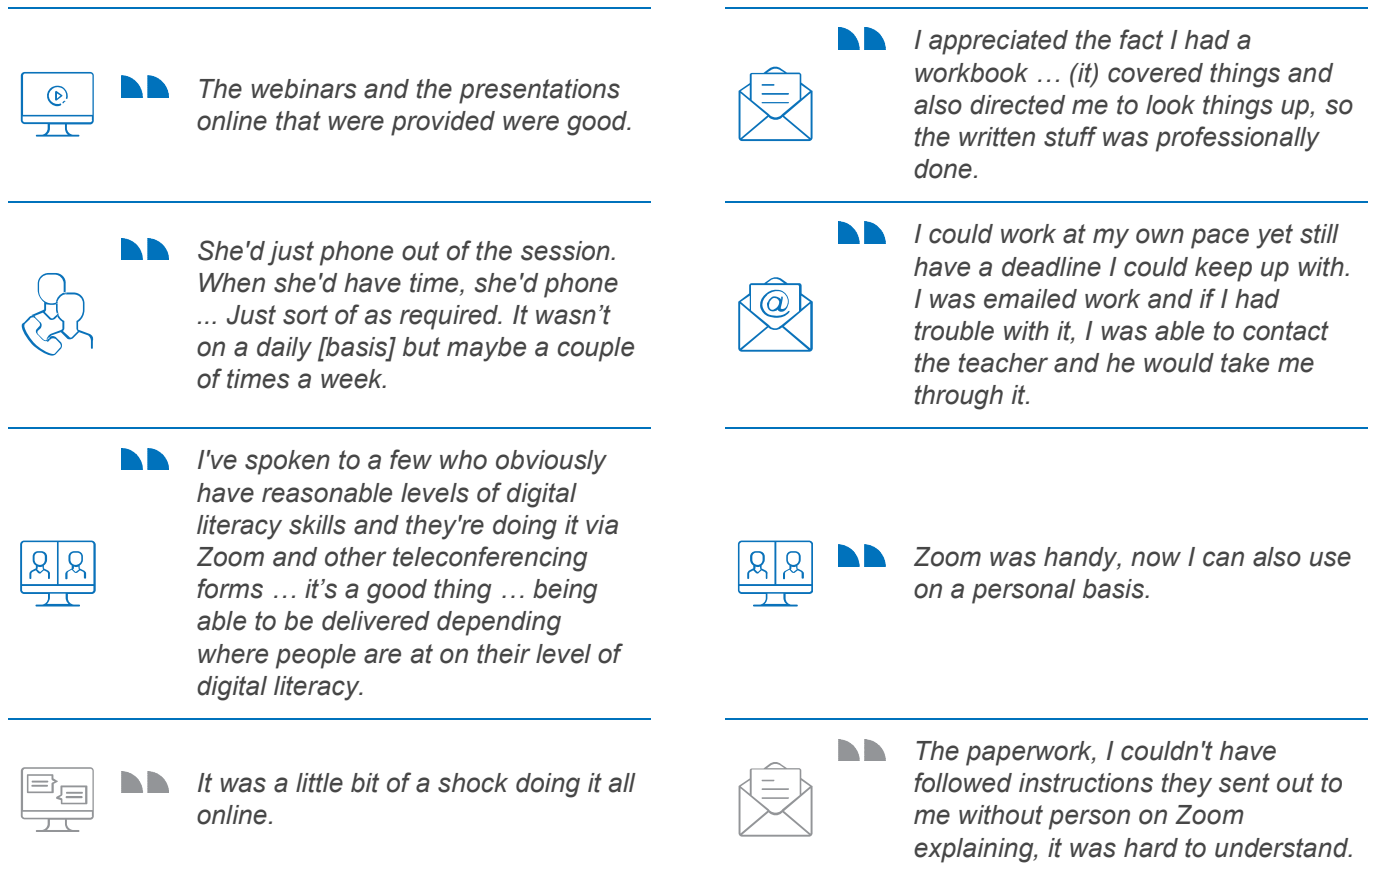 The webinars and the presentations
online that were provided were good.
I appreciated the fact I had a
workbook … (it) covered things and
also directed me to look things up, so
the written stuff was professionally
done.
She'd just phone out of the session.
When she'd have time, she'd phone
... Just sort of as required. It wasn’t
on a daily [basis] but maybe a couple
of times a week.
@
I could work at my own pace yet still
have a deadline I could keep up with.
I was emailed work and if I had
trouble with it, I was able to contact
the teacher and he would take me
through it.
I've spoken to a few who obviously
have reasonable levels of digital
literacy skills and they're doing it via
Zoom and other teleconferencing
forms … it’s a good thing … being
able to be delivered depending
where people are at on their level of
digital literacy.
Zoom was handy, now I can also use
on a personal basis.
It was a little bit of a shock doing it all
online.
The paperwork, I couldn't have
followed instructions they sent out to
me without person on Zoom
explaining, it was hard to understand.